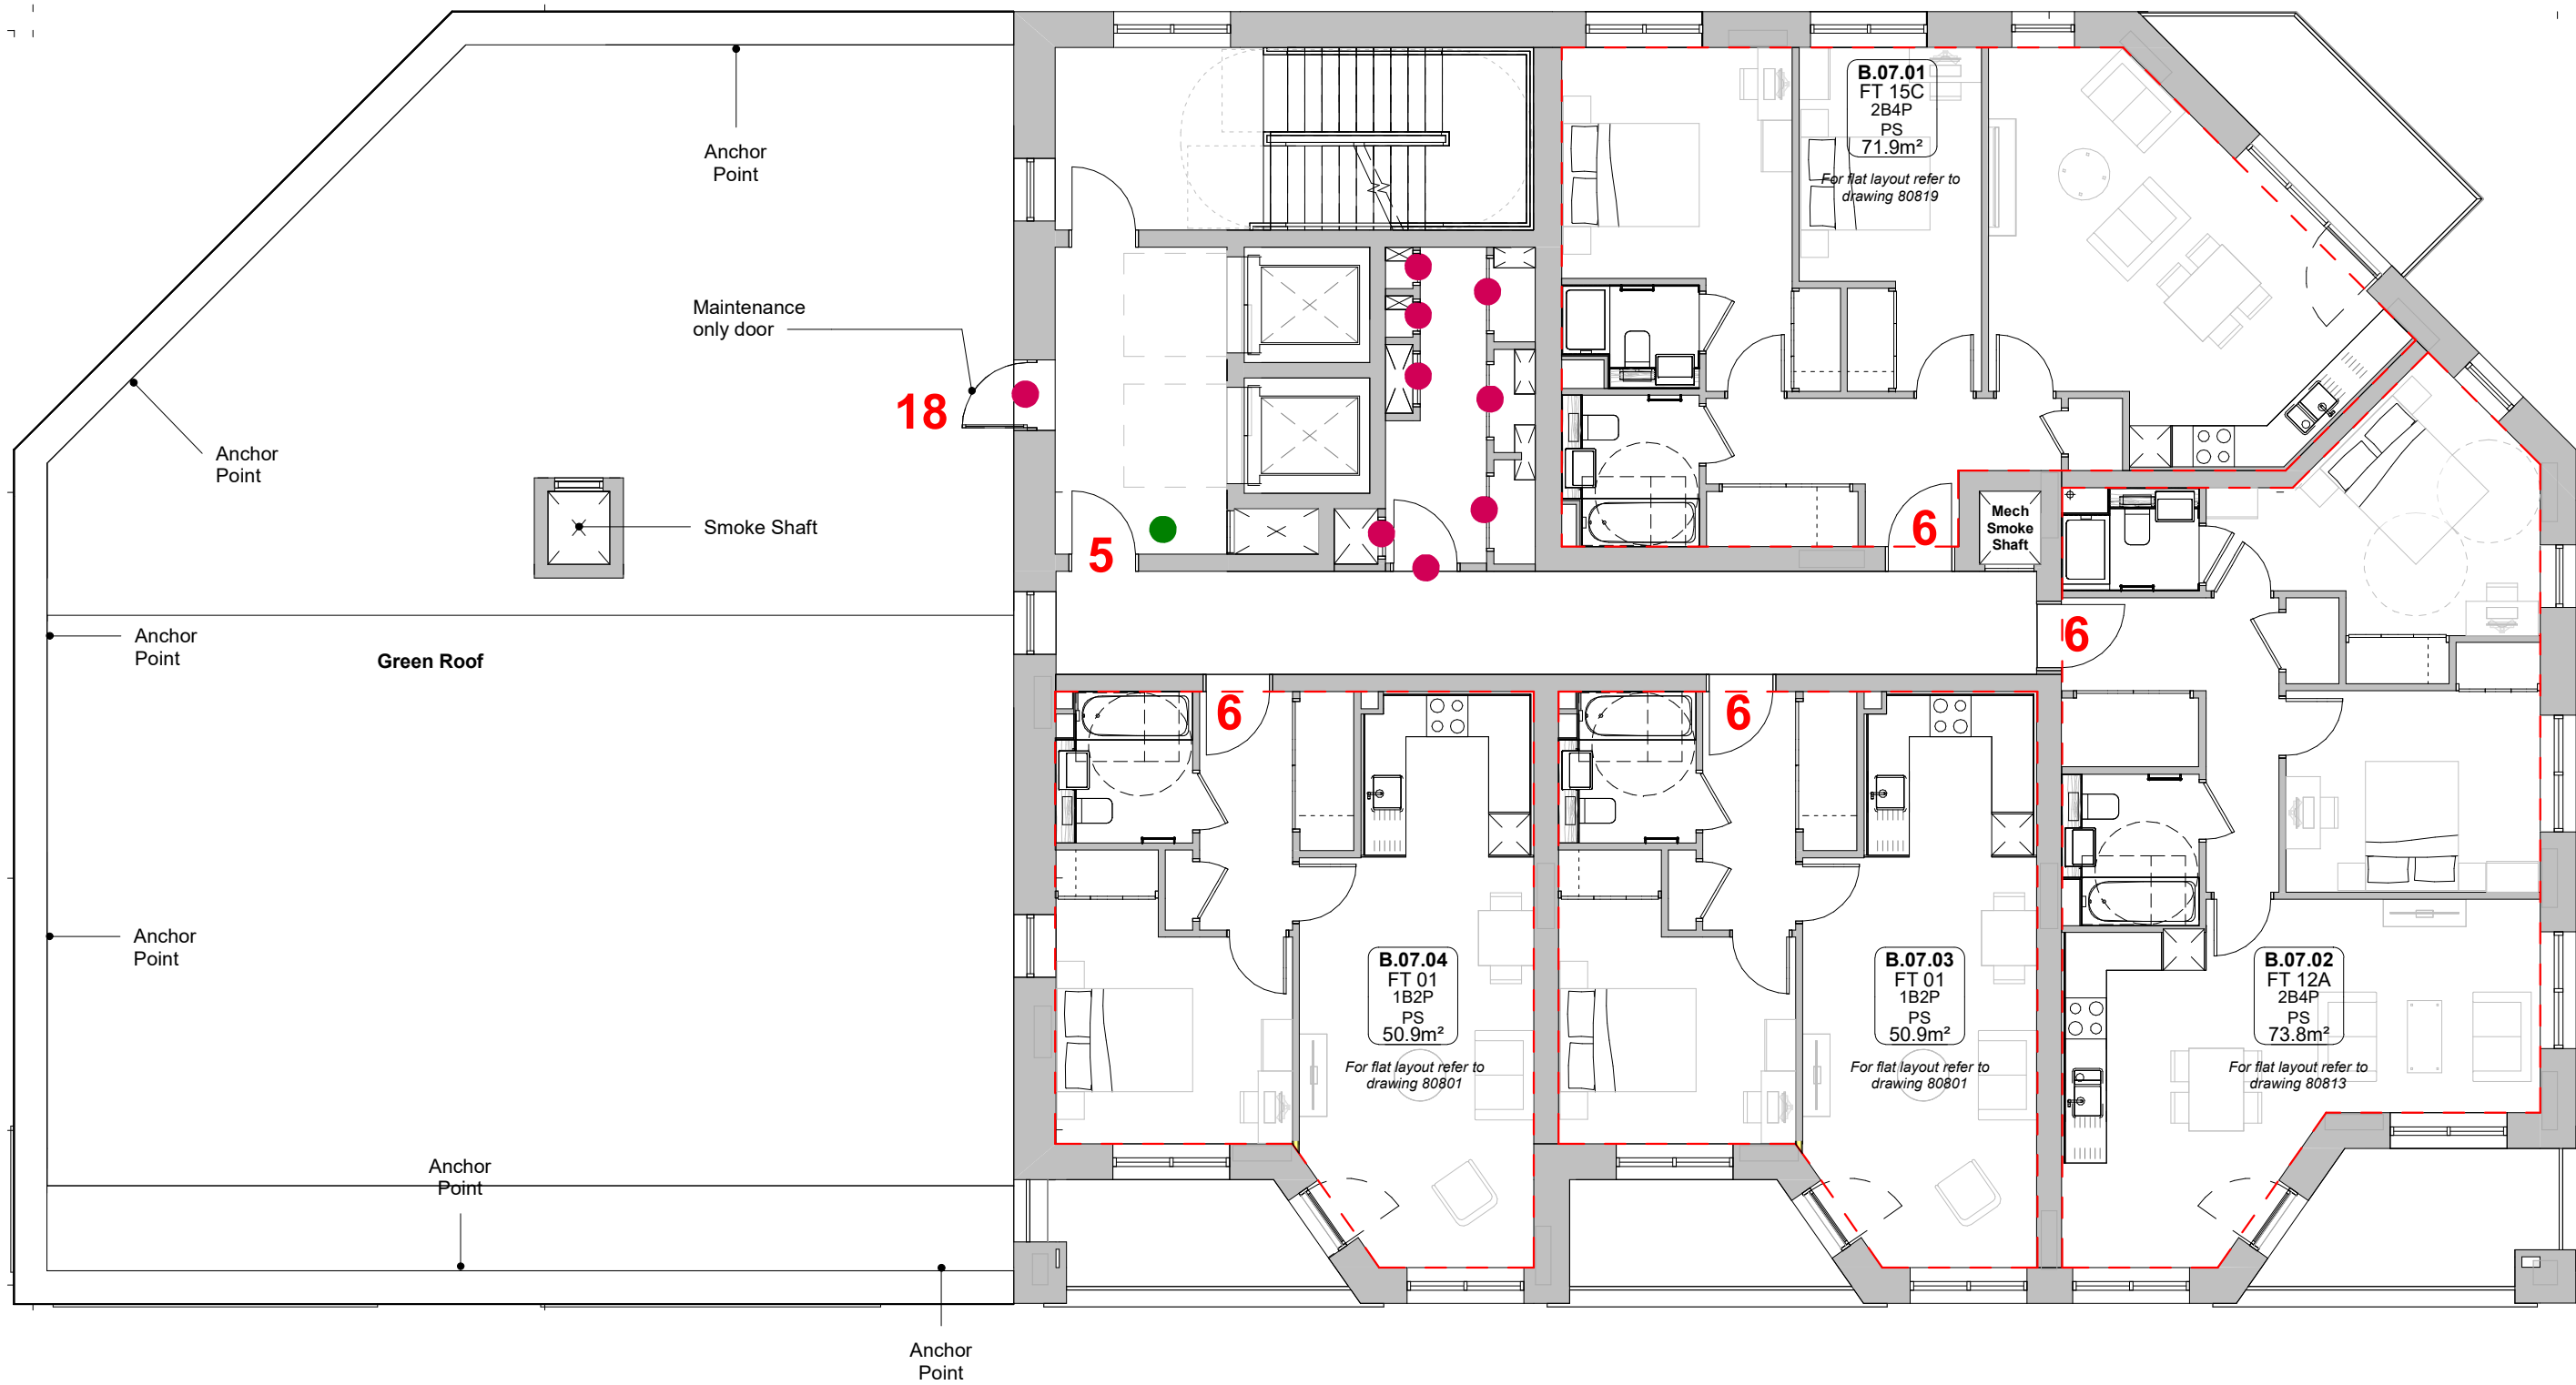 B.07.01
FT 15C
2B4P
PS
71.9m²
For flat layout refer to
drawing 80819
Anchor
Point
Maintenance
only door
18
Anchor
Point
Smoke Shaft
5
6
Mech
Smoke
Shaft
Anchor
Point
Green Roof
6
6
6
Anchor
Point
B.07.04
FT 01
1B2P
PS
50.9m²
For flat layout refer to
drawing 80801
B.07.03
FT 01
1B2P
PS
50.9m²
For flat layout refer to
drawing 80801
B.07.02
FT 12A
2B4P
PS
73.8m²
For flat layout refer to
drawing 80813
Anchor
Point
Anchor
Point